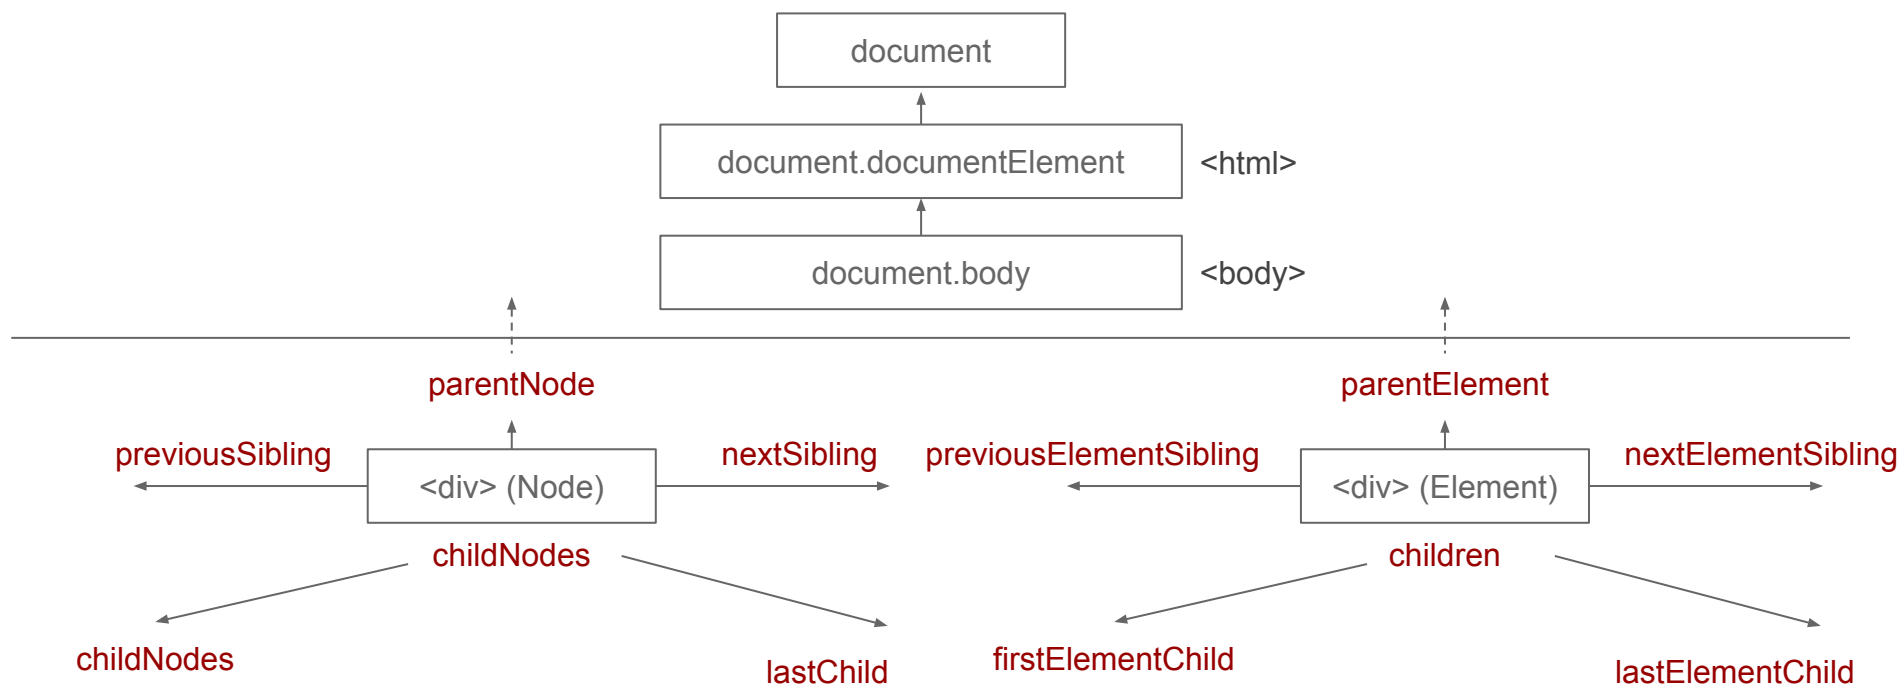 document
document.documentElement <html>
document.body <body>
parentNode parentElement
previousSibling <div> (Node) nextSibling previousElementSibling <div> (Element) nextElementSibling
childNodes children
childNodes lastChild firstElementChild lastElementChild